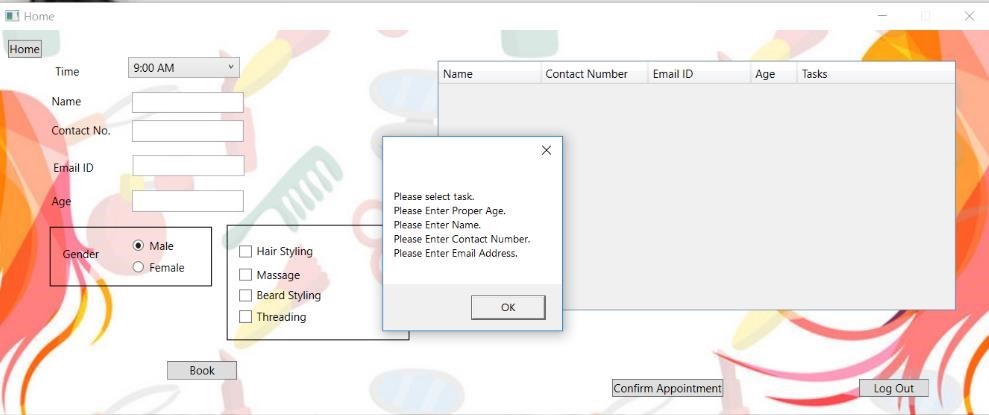 Home
Home
Time
9:00 AM
Name
Contact No.
Email ID
Age
Gender
Male
Female
Hair Styling
Massage
Beard Styling
Threading
Book
Name Contact Number Email ID Age Tasks
Please select task.
Please Enter Proper Age.
Please Enter Name.
Please Enter Contact Number.
Please Enter Email Address.
OK
Confirm Appointment
Log Out